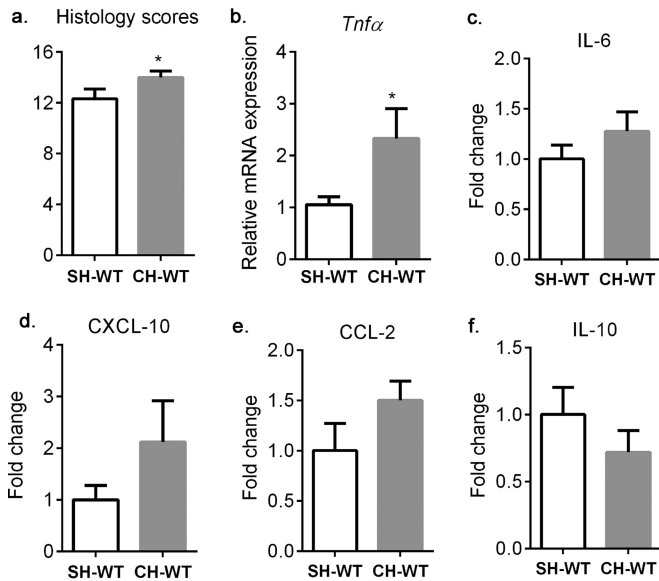 a. Histology scores
16
12
8
4
0
*
SH-WT CH-WT
b. Tnfα
Relative mRNA expression
4
3
2
1
0
*
SH-WT CH-WT
c. IL-6
Fold change
2.0
1.5
1.0
0.5
0.0
SH-WT CH-WT
d. CXCL-10
Fold change
4
3
2
1
0
SH-WT CH-WT
e. CCL-2
Fold change
2.0
1.5
1.0
0.5
0.0
SH-WT CH-WT
f. IL-10
Fold change
1.5
1.0
0.5
0.0
SH-WT CH-WT